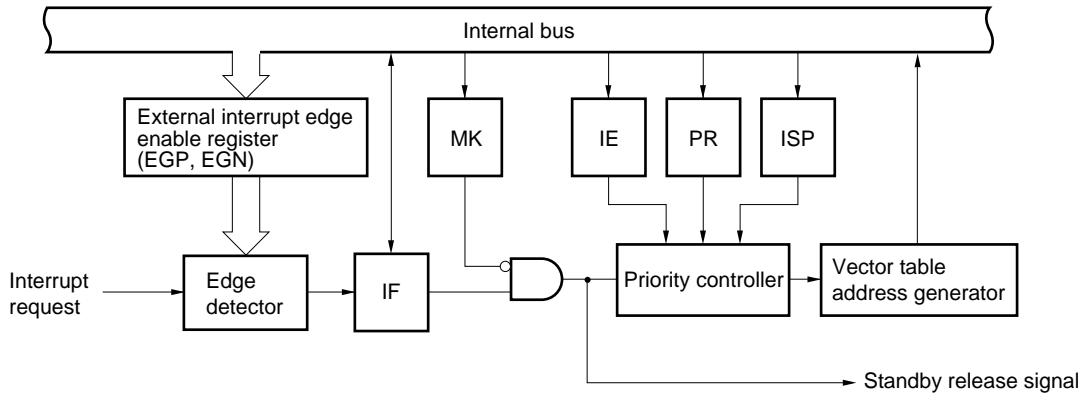 Internal bus
External interrupt edge
enable register
(EGP, EGN)
MK
IE
PR
ISP
Interrupt
request
Edge
detector
IF
Priority controller
Vector table
address generator
Standby release signal